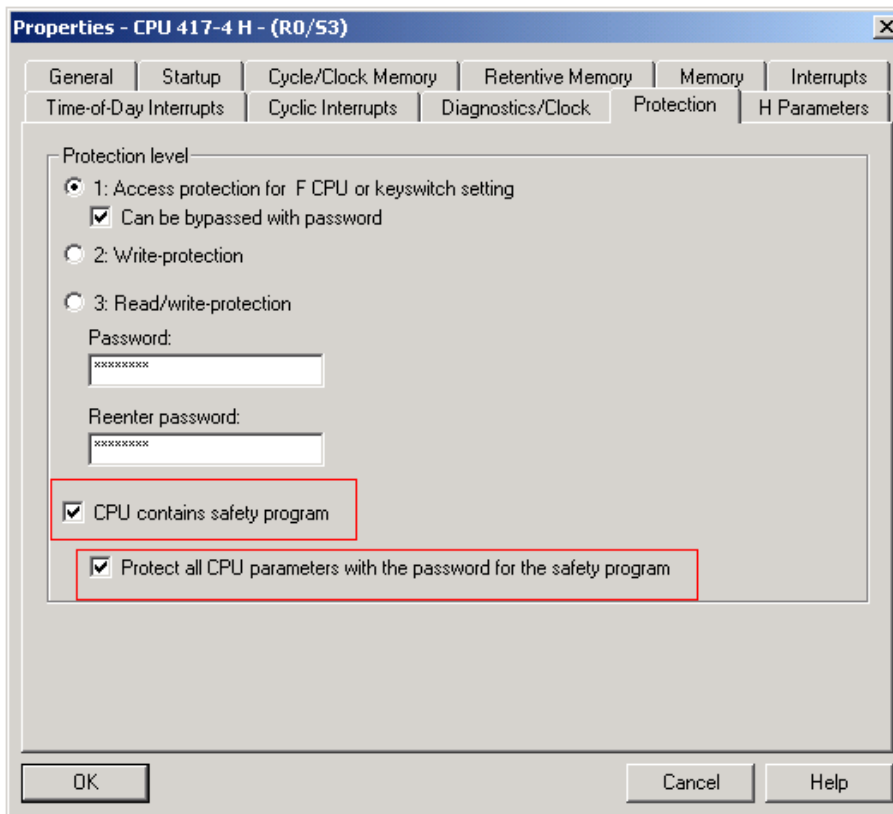 Properties - CPU 417-4 H - (R0/S3)
General Startup Cycle/Clock Memory Retentive Memory Memory Interrupts
Time-of-Day Interrupts Cyclic Interrupts Diagnostics/Clock Protection H Parameters
Protection level
1: Access protection for F CPU or keyswitch setting
Can be bypassed with password
2: Write-protection
3: Read/write-protection
Password:
********
Reenter password:
********
CPU contains safety program
Protect all CPU parameters with the password for the safety program
OK Cancel Help